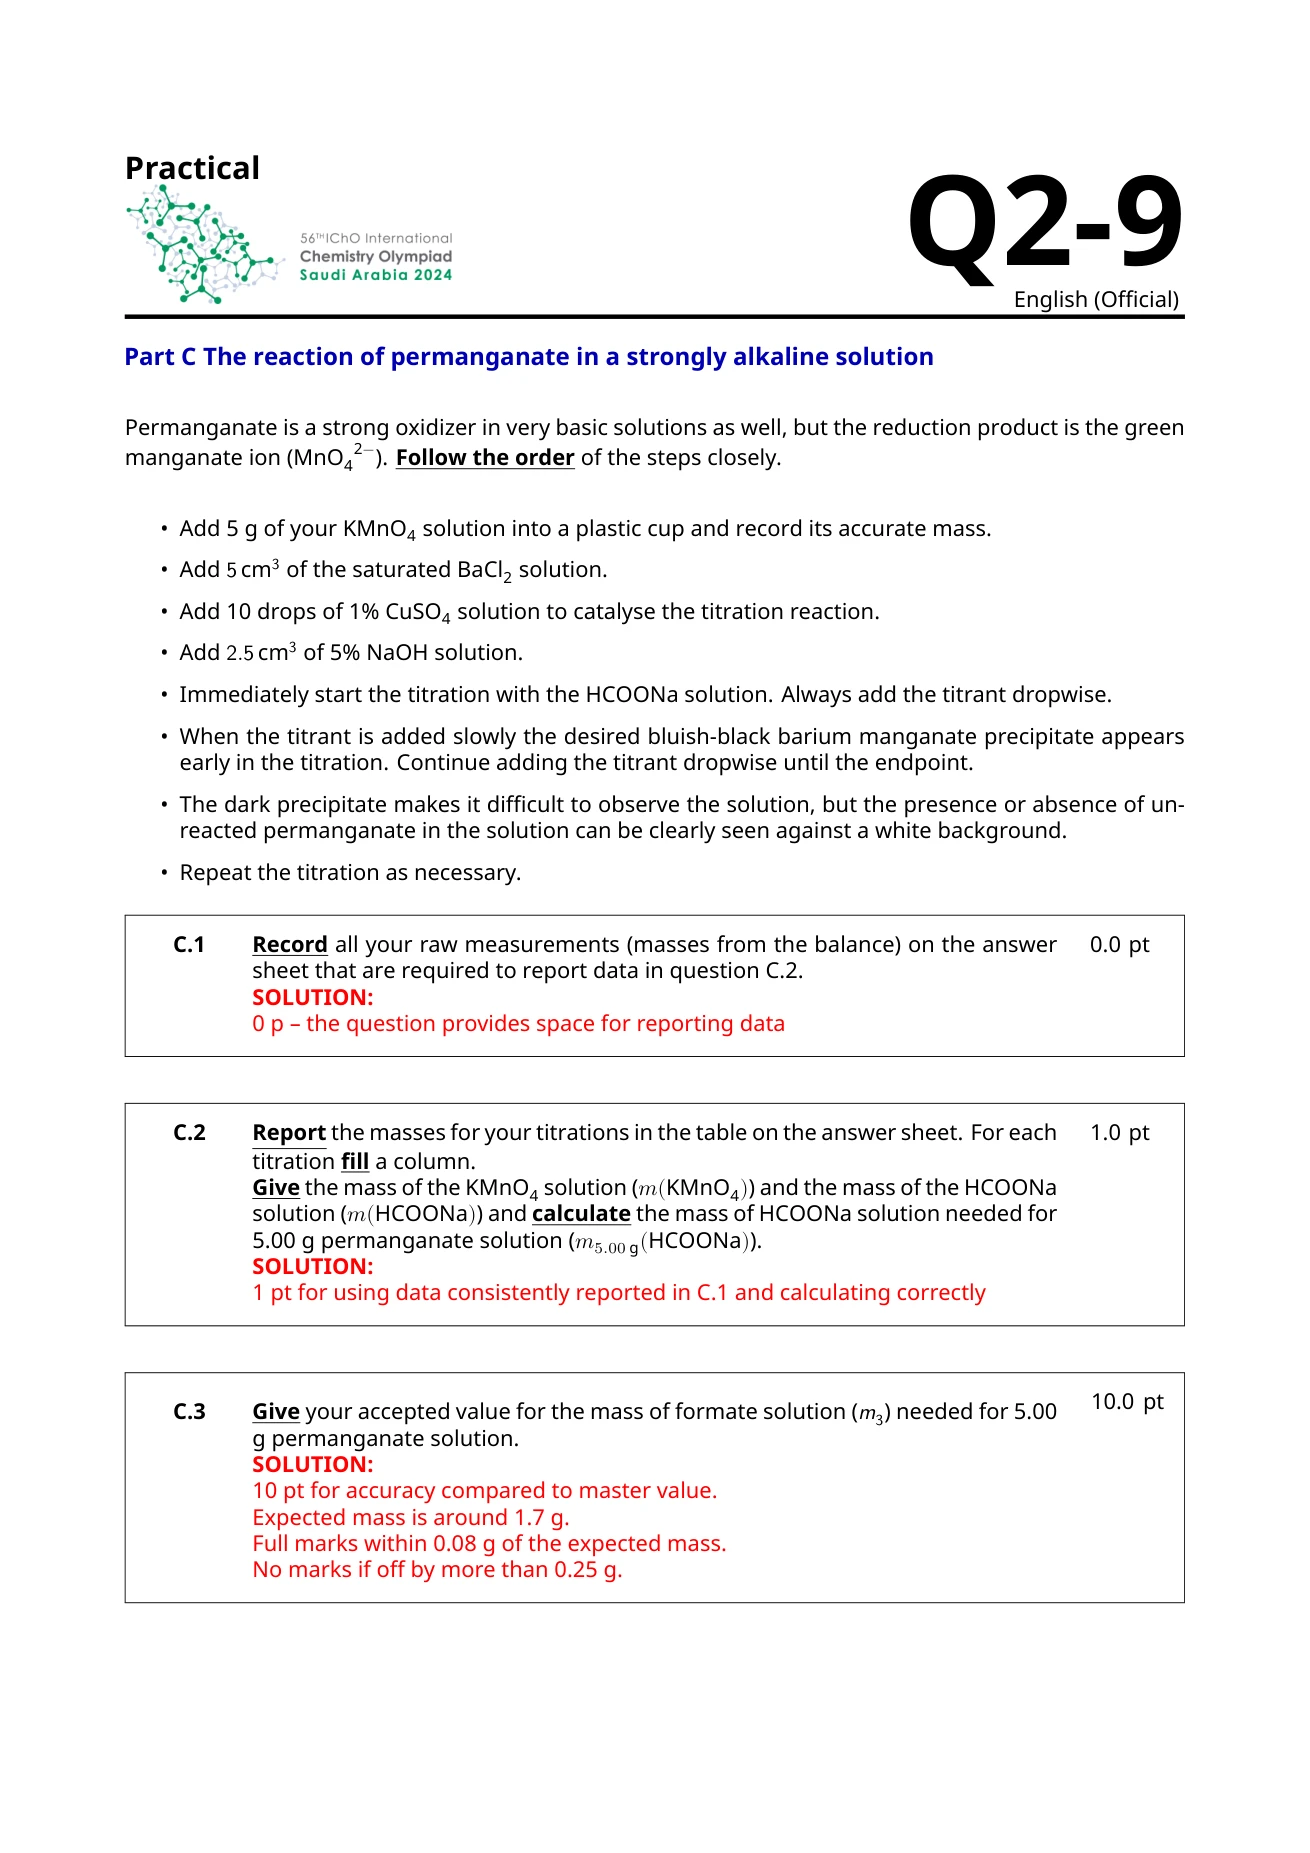 Practical
56ᵀᴴIChO International
Chemistry Olympiad
Saudi Arabia 2024
Q2-9
English (Official)
Part C The reaction of permanganate in a strongly alkaline solution
Permanganate is a strong oxidizer in very basic solutions as well, but the reduction product is the green
manganate ion (MnO₄²⁻). Follow the order of the steps closely.
• Add 5 g of your KMnO₄ solution into a plastic cup and record its accurate mass.
• Add 5 cm³ of the saturated BaCl₂ solution.
• Add 10 drops of 1% CuSO₄ solution to catalyse the titration reaction.
• Add 2.5 cm³ of 5% NaOH solution.
• Immediately start the titration with the HCOONa solution. Always add the titrant dropwise.
• When the titrant is added slowly the desired bluish-black barium manganate precipitate appears
early in the titration. Continue adding the titrant dropwise until the endpoint.
• The dark precipitate makes it difficult to observe the solution, but the presence or absence of un-
reacted permanganate in the solution can be clearly seen against a white background.
• Repeat the titration as necessary.
C.1 Record all your raw measurements (masses from the balance) on the answer 0.0 pt
sheet that are required to report data in question C.2.
SOLUTION:
0 p – the question provides space for reporting data
C.2 Report the masses for your titrations in the table on the answer sheet. For each 1.0 pt
titration fill a column.
Give the mass of the KMnO₄ solution (m(KMnO₄)) and the mass of the HCOONa
solution (m(HCOONa)) and calculate the mass of HCOONa solution needed for
5.00 g permanganate solution (m₅.₀₀ g(HCOONa)).
SOLUTION:
1 pt for using data consistently reported in C.1 and calculating correctly
C.3 Give your accepted value for the mass of formate solution (m₃) needed for 5.00 10.0 pt
g permanganate solution.
SOLUTION:
10 pt for accuracy compared to master value.
Expected mass is around 1.7 g.
Full marks within 0.08 g of the expected mass.
No marks if off by more than 0.25 g.